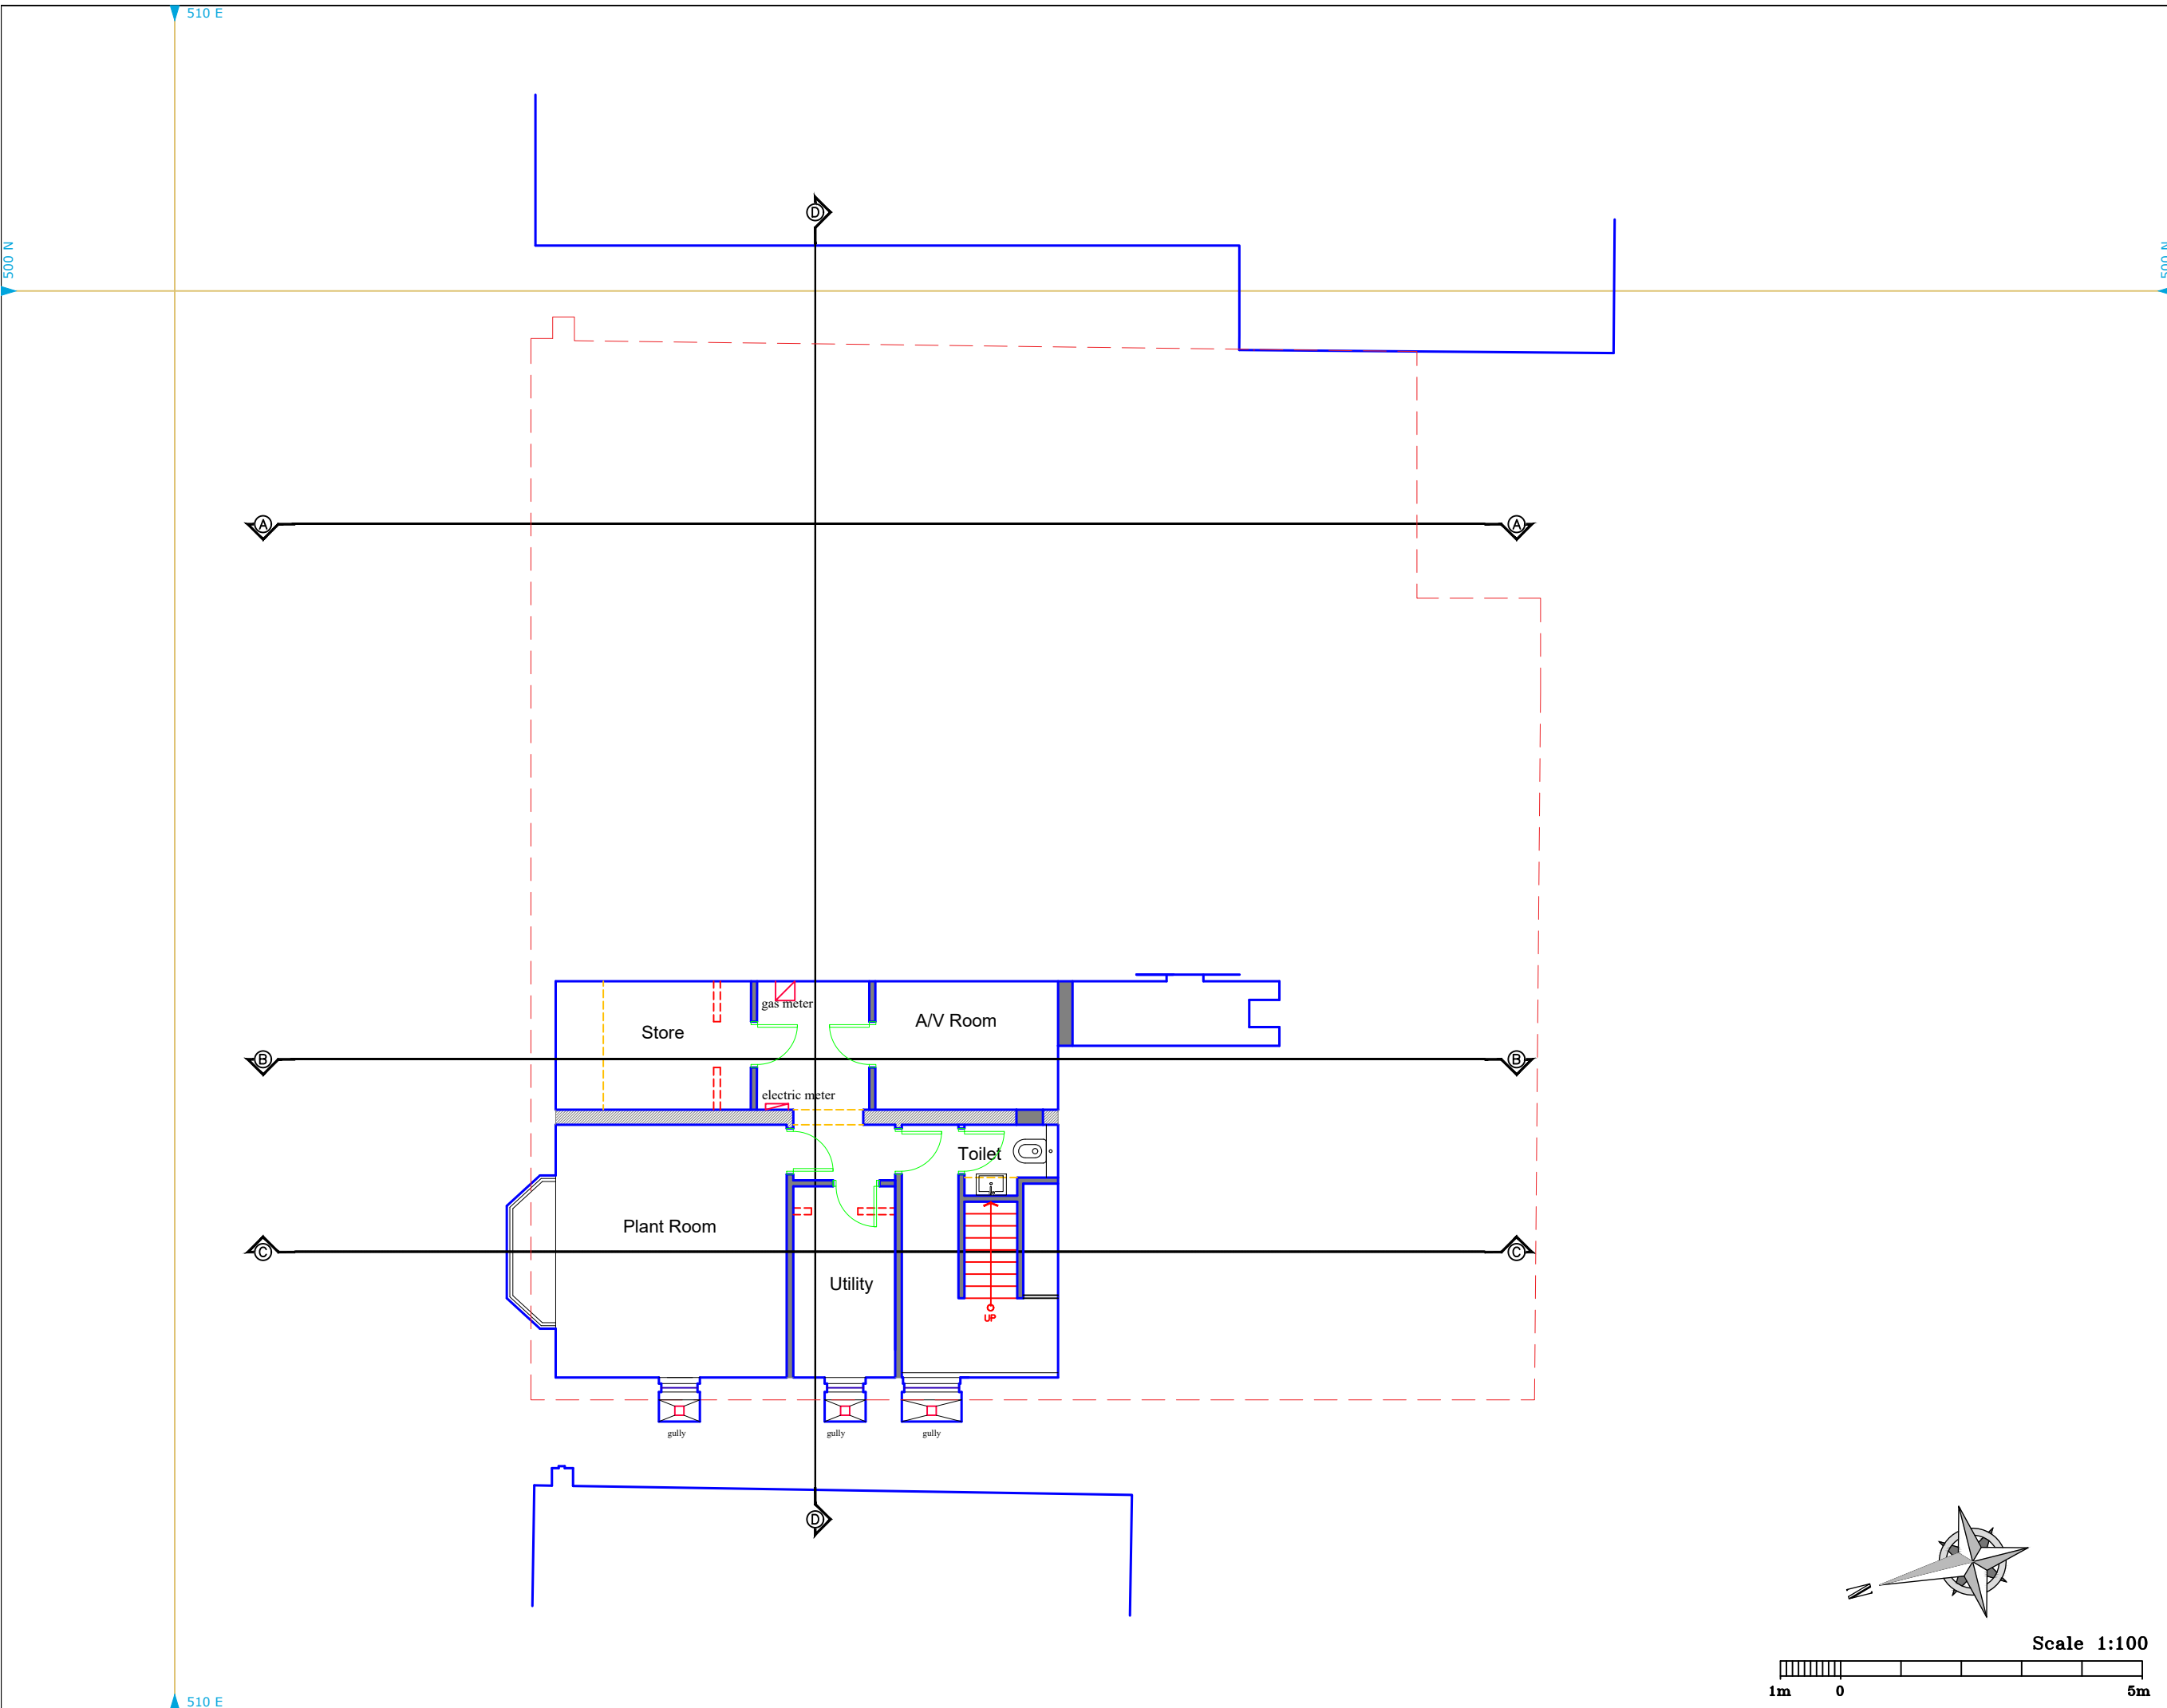 510 E
500 N
500 N
D
A
A
gas meter
Store
A/V Room
B
B
electric meter
Toilet
Plant Room
C
C
Utility
UP
gully
gully
gully
D
N
Scale 1:100
1m 0 5m
510 E